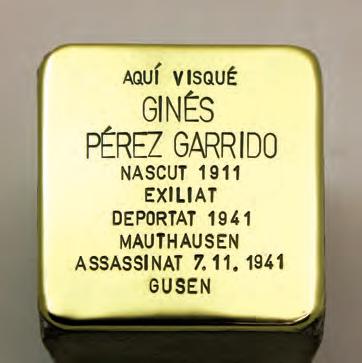 AQUÍ VISQUÉ
GINÉS
PÉREZ GARRIDO
NASCUT 1911
EXILIAT
DEPORTAT 1941
MAUTHAUSEN
ASSASSINAT 7.11.1941
GUSEN